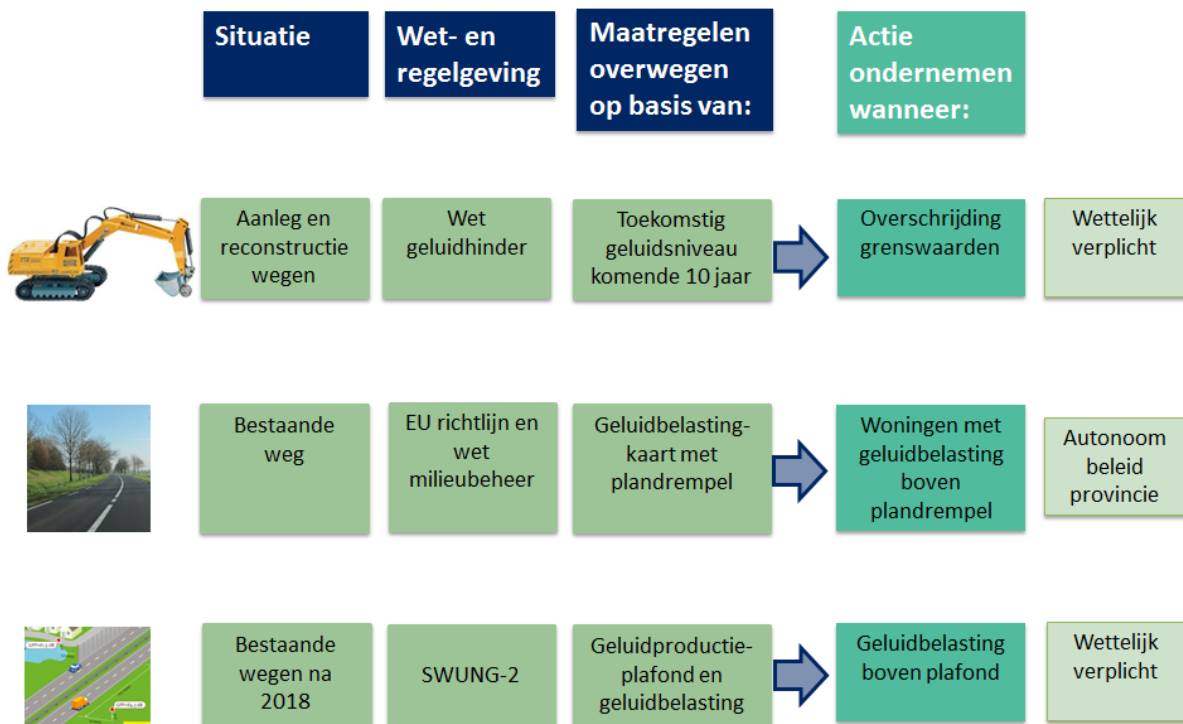 Situatie
Wet- en
regelgeving
Maatregelen
overwegen
op basis van:
Actie
ondernemen
wanneer:
Aanleg en
reconstructie
wegen
Wet
geluidhinder
Toekomstig
geluidsniveau
komende 10 jaar
Overschrijding
grenswaarden
Wettelijk
verplicht
Bestaande
weg
EU richtlijn en
wet
milieubeheer
Geluidbelasting-
kaart met
plandrempel
Woningen met
geluidbelasting
boven
plandrempel
Autonoom
beleid
provincie
Bestaande
wegen na
2018
SWUNG-2
Geluidproductie-
plafond en
geluidbelasting
Geluidbelasting
boven plafond
Wettelijk
verplicht